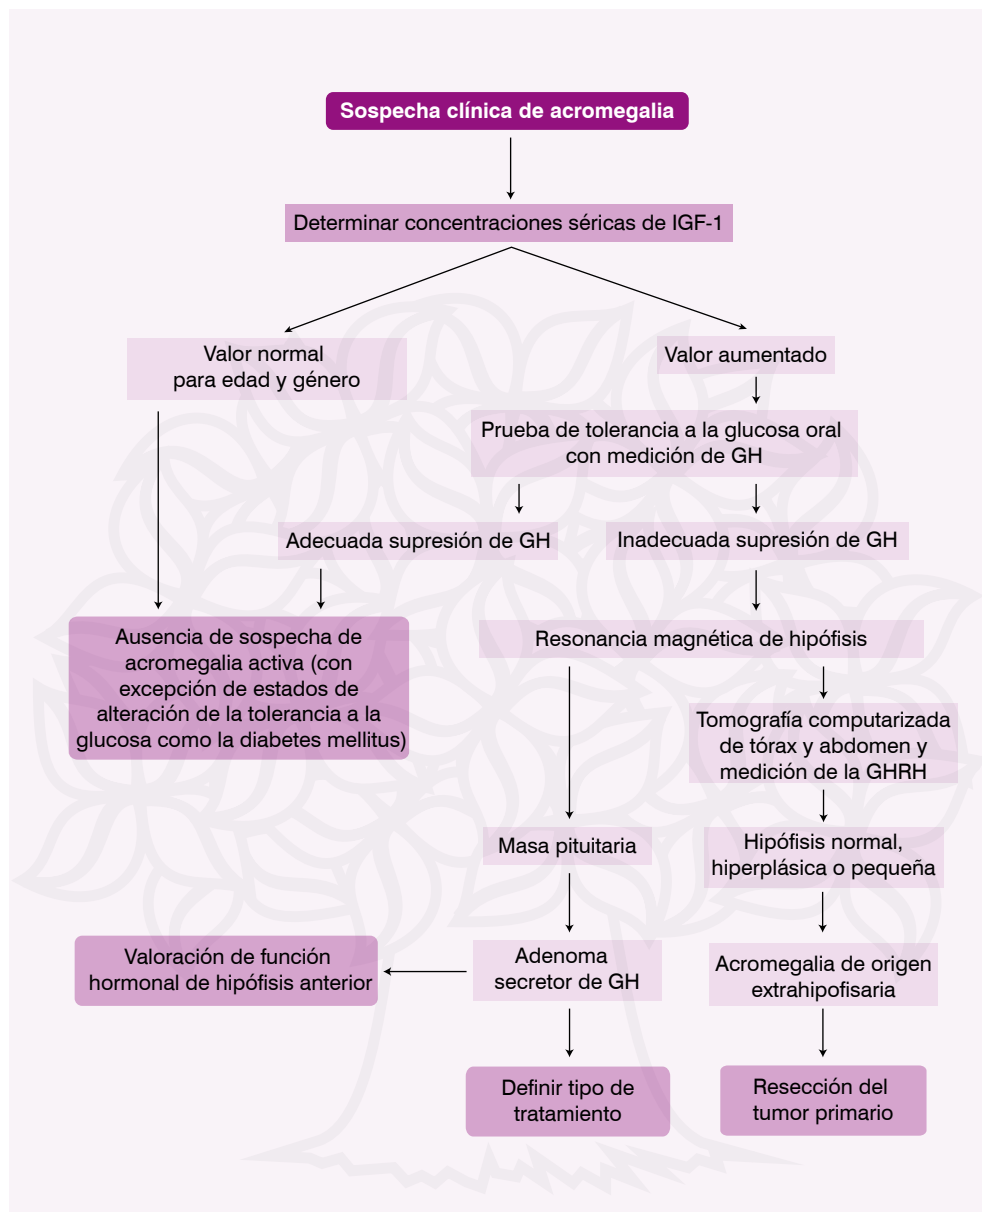 Sospecha clínica de acromegalia
Determinar concentraciones séricas de IGF-1
Valor normal
para edad y género
Valor aumentado
Prueba de tolerancia a la glucosa oral
con medición de GH
Adecuada supresión de GH
Inadecuada supresión de GH
Ausencia de sospecha de
acromegalia activa (con
excepción de estados de
alteración de la tolerancia a la
glucosa como la diabetes mellitus)
Resonancia magnética de hipófisis
Tomografía computarizada
de tórax y abdomen y
medición de la GHRH
Masa pituitaria
Hipófisis normal,
hiperplásica o pequeña
Valoración de función
hormonal de hipófisis anterior
Adenoma
secretor de GH
Acromegalia de origen
extrahipofisaria
Definir tipo de
tratamiento
Resección del
tumor primario